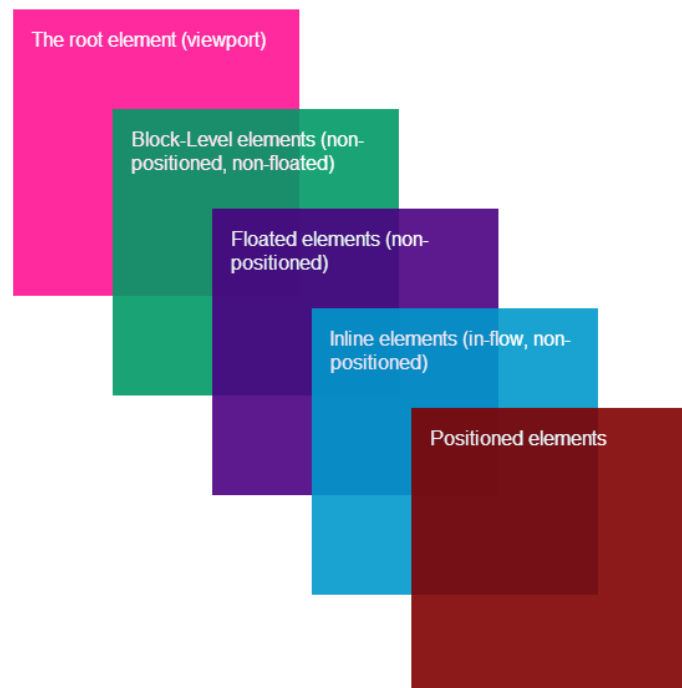 The root element (viewport)
Block-Level elements (non-
positioned, non-floated)
Floated elements (non-
positioned)
Inline elements (in-flow, non-
positioned)
Positioned elements